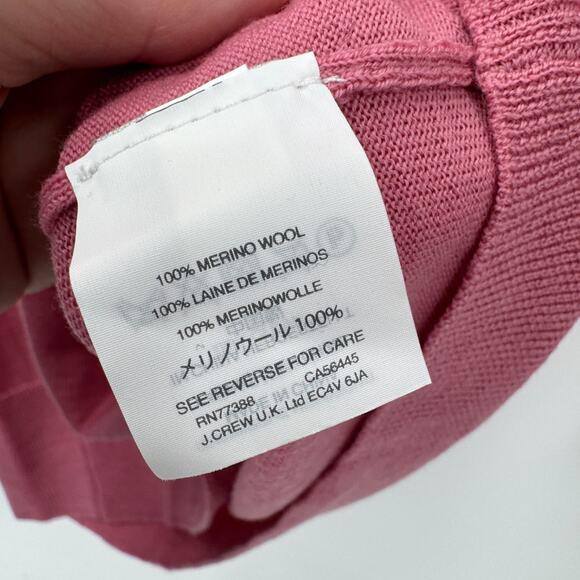 100% MERINO WOOL
100% LAINE DE MERINOS
100% MERINOWOLLE
メリノウール 100%
SEE REVERSE FOR CARE
RN77388 CA56445
J.CREW U.K. Ltd EC4V 6JA